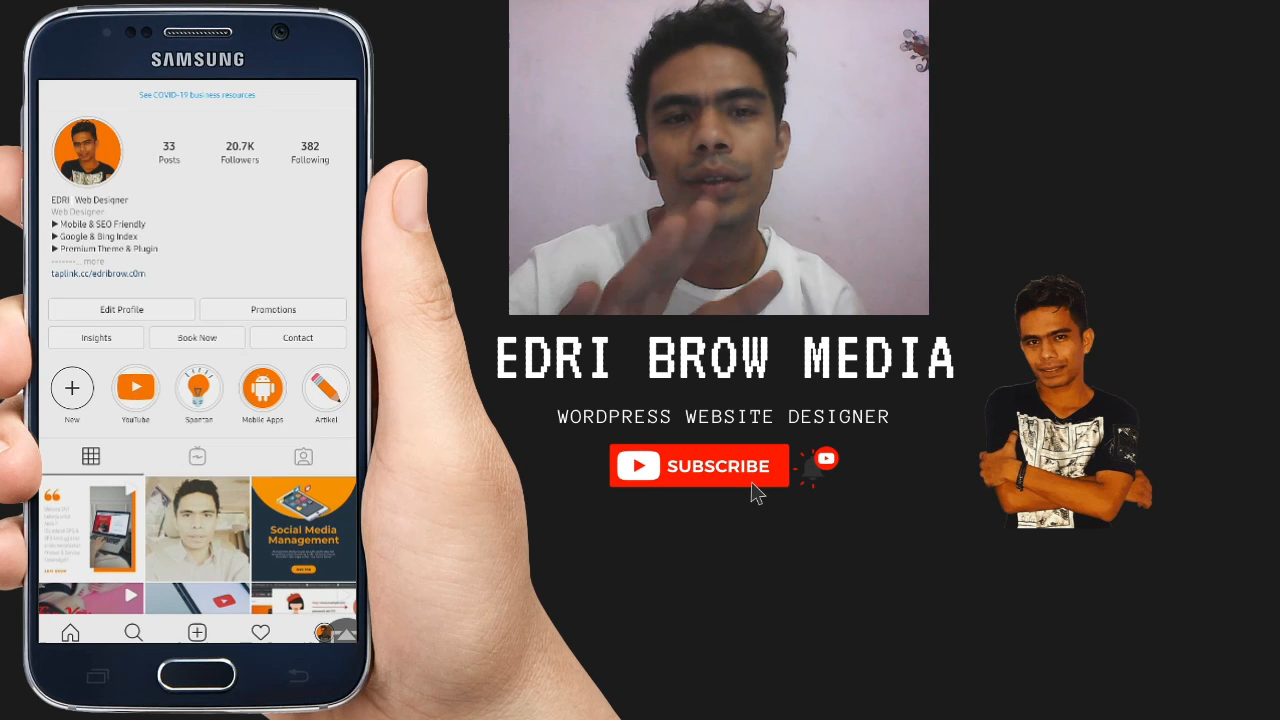 SAMSUNG
See COVID-19 business resources
33
20.7K
382
Posts
Followers
Following
EDRI Web Designer
Web Designer
▶ Mobile & SEO Friendly
▶ Google & Bing Index
▶ Premium Theme & Plugin
-------... more
taplink.cc/edribrow.c0m
Edit Profile
Promotions
Insights
Book Now
Contact
New
YouTube
Mobile Apps
Artikel
Social Media
Management
EDRI BROW MEDIA
WORDPRESS WEBSITE DESIGNER
SUBSCRIBE